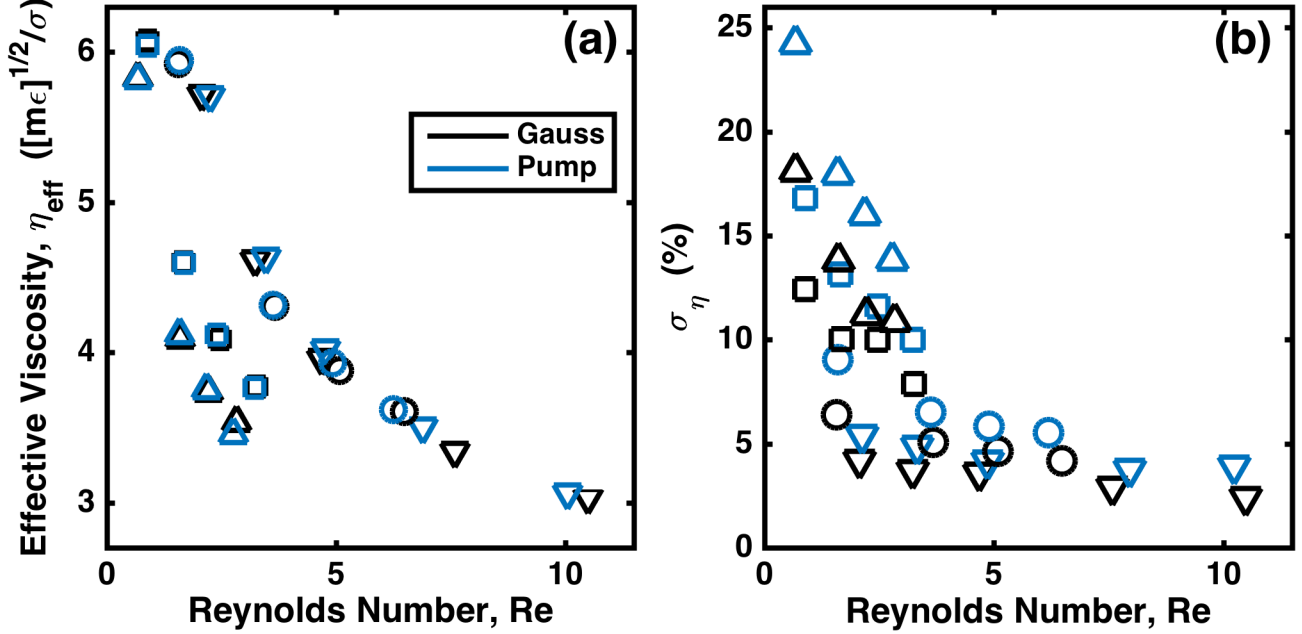 (a)
6
5
4
3
0
5
10
Effective Viscosity, η_eff ([mϵ]^1/2/σ)
Reynolds Number, Re
Gauss
Pump
(b)
25
20
15
10
5
0
0
5
10
σ_η (%)
Reynolds Number, Re